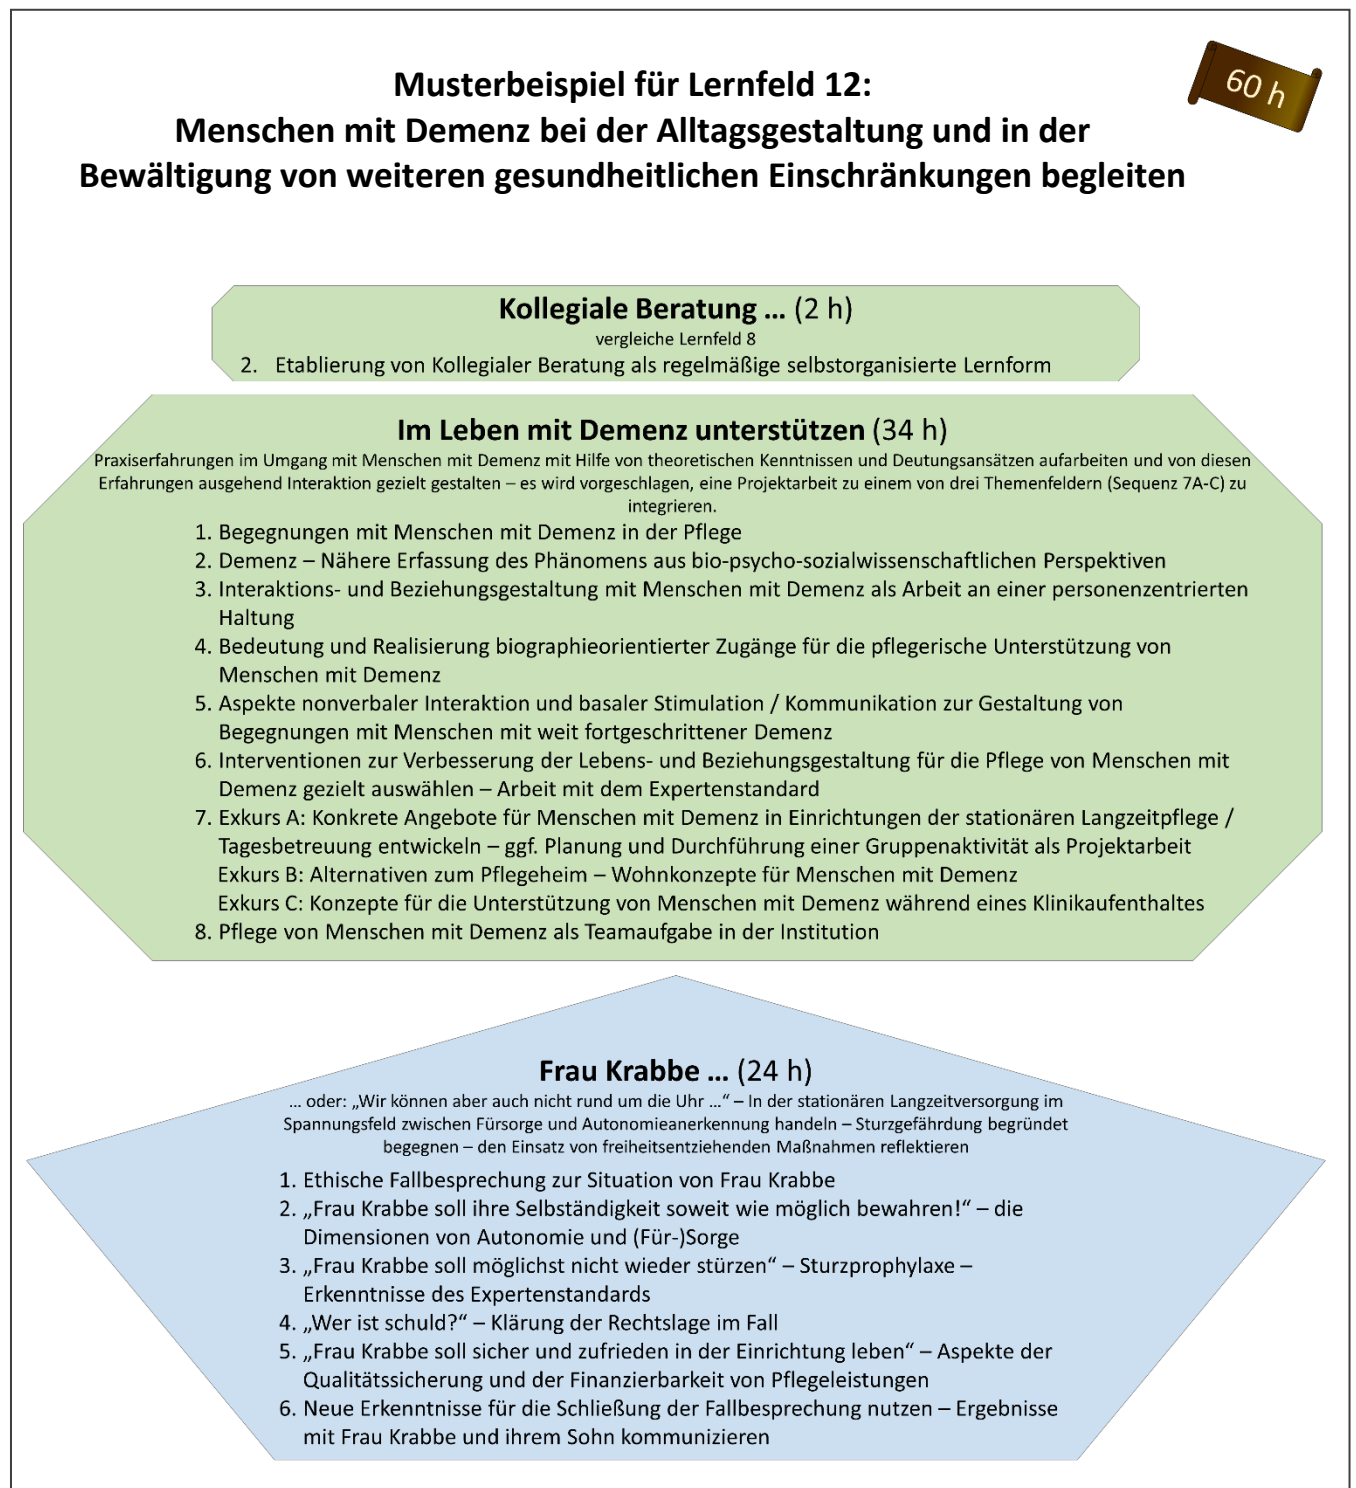 Musterbeispiel für Lernfeld 12:
60 h
Menschen mit Demenz bei der Alltagsgestaltung und in der
Bewältigung von weiteren gesundheitlichen Einschränkungen begleiten
Kollegiale Beratung ... (2 h)
vergleiche Lernfeld 8
2. Etablierung von Kollegialer Beratung als regelmäßige selbstorganisierte Lernform
Im Leben mit Demenz unterstützen (34 h)
Praxiserfahrungen im Umgang mit Menschen mit Demenz mit Hilfe von theoretischen Kenntnissen und Deutungsansätzen aufarbeiten und von diesen
Erfahrungen ausgehend Interaktion gezielt gestalten – es wird vorgeschlagen, eine Projektarbeit zu einem von drei Themenfeldern (Sequenz 7A-C) zu
integrieren.
1. Begegnungen mit Menschen mit Demenz in der Pflege
2. Demenz – Nähere Erfassung des Phänomens aus bio-psycho-sozialwissenschaftlichen Perspektiven
3. Interaktions- und Beziehungsgestaltung mit Menschen mit Demenz als Arbeit an einer personenzentrierten
Haltung
4. Bedeutung und Realisierung biographieorientierter Zugänge für die pflegerische Unterstützung von
Menschen mit Demenz
5. Aspekte nonverbaler Interaktion und basaler Stimulation / Kommunikation zur Gestaltung von
Begegnungen mit Menschen mit weit fortgeschrittener Demenz
6. Interventionen zur Verbesserung der Lebens- und Beziehungsgestaltung für die Pflege von Menschen mit
Demenz gezielt auswählen – Arbeit mit dem Expertenstandard
7. Exkurs A: Konkrete Angebote für Menschen mit Demenz in Einrichtungen der stationären Langzeitpflege /
Tagesbetreuung entwickeln – ggf. Planung und Durchführung einer Gruppenaktivität als Projektarbeit
Exkurs B: Alternativen zum Pflegeheim – Wohnkonzepte für Menschen mit Demenz
Exkurs C: Konzepte für die Unterstützung von Menschen mit Demenz während eines Klinikaufenthaltes
8. Pflege von Menschen mit Demenz als Teamaufgabe in der Institution
Frau Krabbe ... (24 h)
... oder: „Wir können aber auch nicht rund um die Uhr ...“ – In der stationären Langzeitversorgung im
Spannungsfeld zwischen Fürsorge und Autonomieanerkennung handeln – Sturzgefährdung begründet
begegnen – den Einsatz von freiheitsentziehenden Maßnahmen reflektieren
1. Ethische Fallbesprechung zur Situation von Frau Krabbe
2. „Frau Krabbe soll ihre Selbständigkeit soweit wie möglich bewahren!“ – die
Dimensionen von Autonomie und (Für-)Sorge
3. „Frau Krabbe soll möglichst nicht wieder stürzen“ – Sturzprophylaxe –
Erkenntnisse des Expertenstandards
4. „Wer ist schuld?“ – Klärung der Rechtslage im Fall
5. „Frau Krabbe soll sicher und zufrieden in der Einrichtung leben“ – Aspekte der
Qualitätssicherung und der Finanzierbarkeit von Pflegeleistungen
6. Neue Erkenntnisse für die Schließung der Fallbesprechung nutzen – Ergebnisse
mit Frau Krabbe und ihrem Sohn kommunizieren